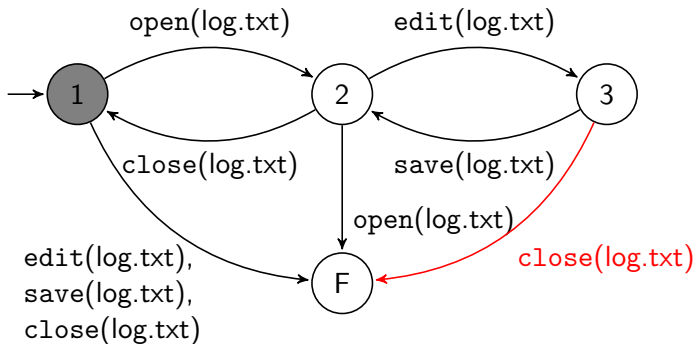 open(log.txt)
edit(log.txt)
1
2
3
close(log.txt)
save(log.txt)
open(log.txt)
edit(log.txt),
save(log.txt),
close(log.txt)
F
close(log.txt)